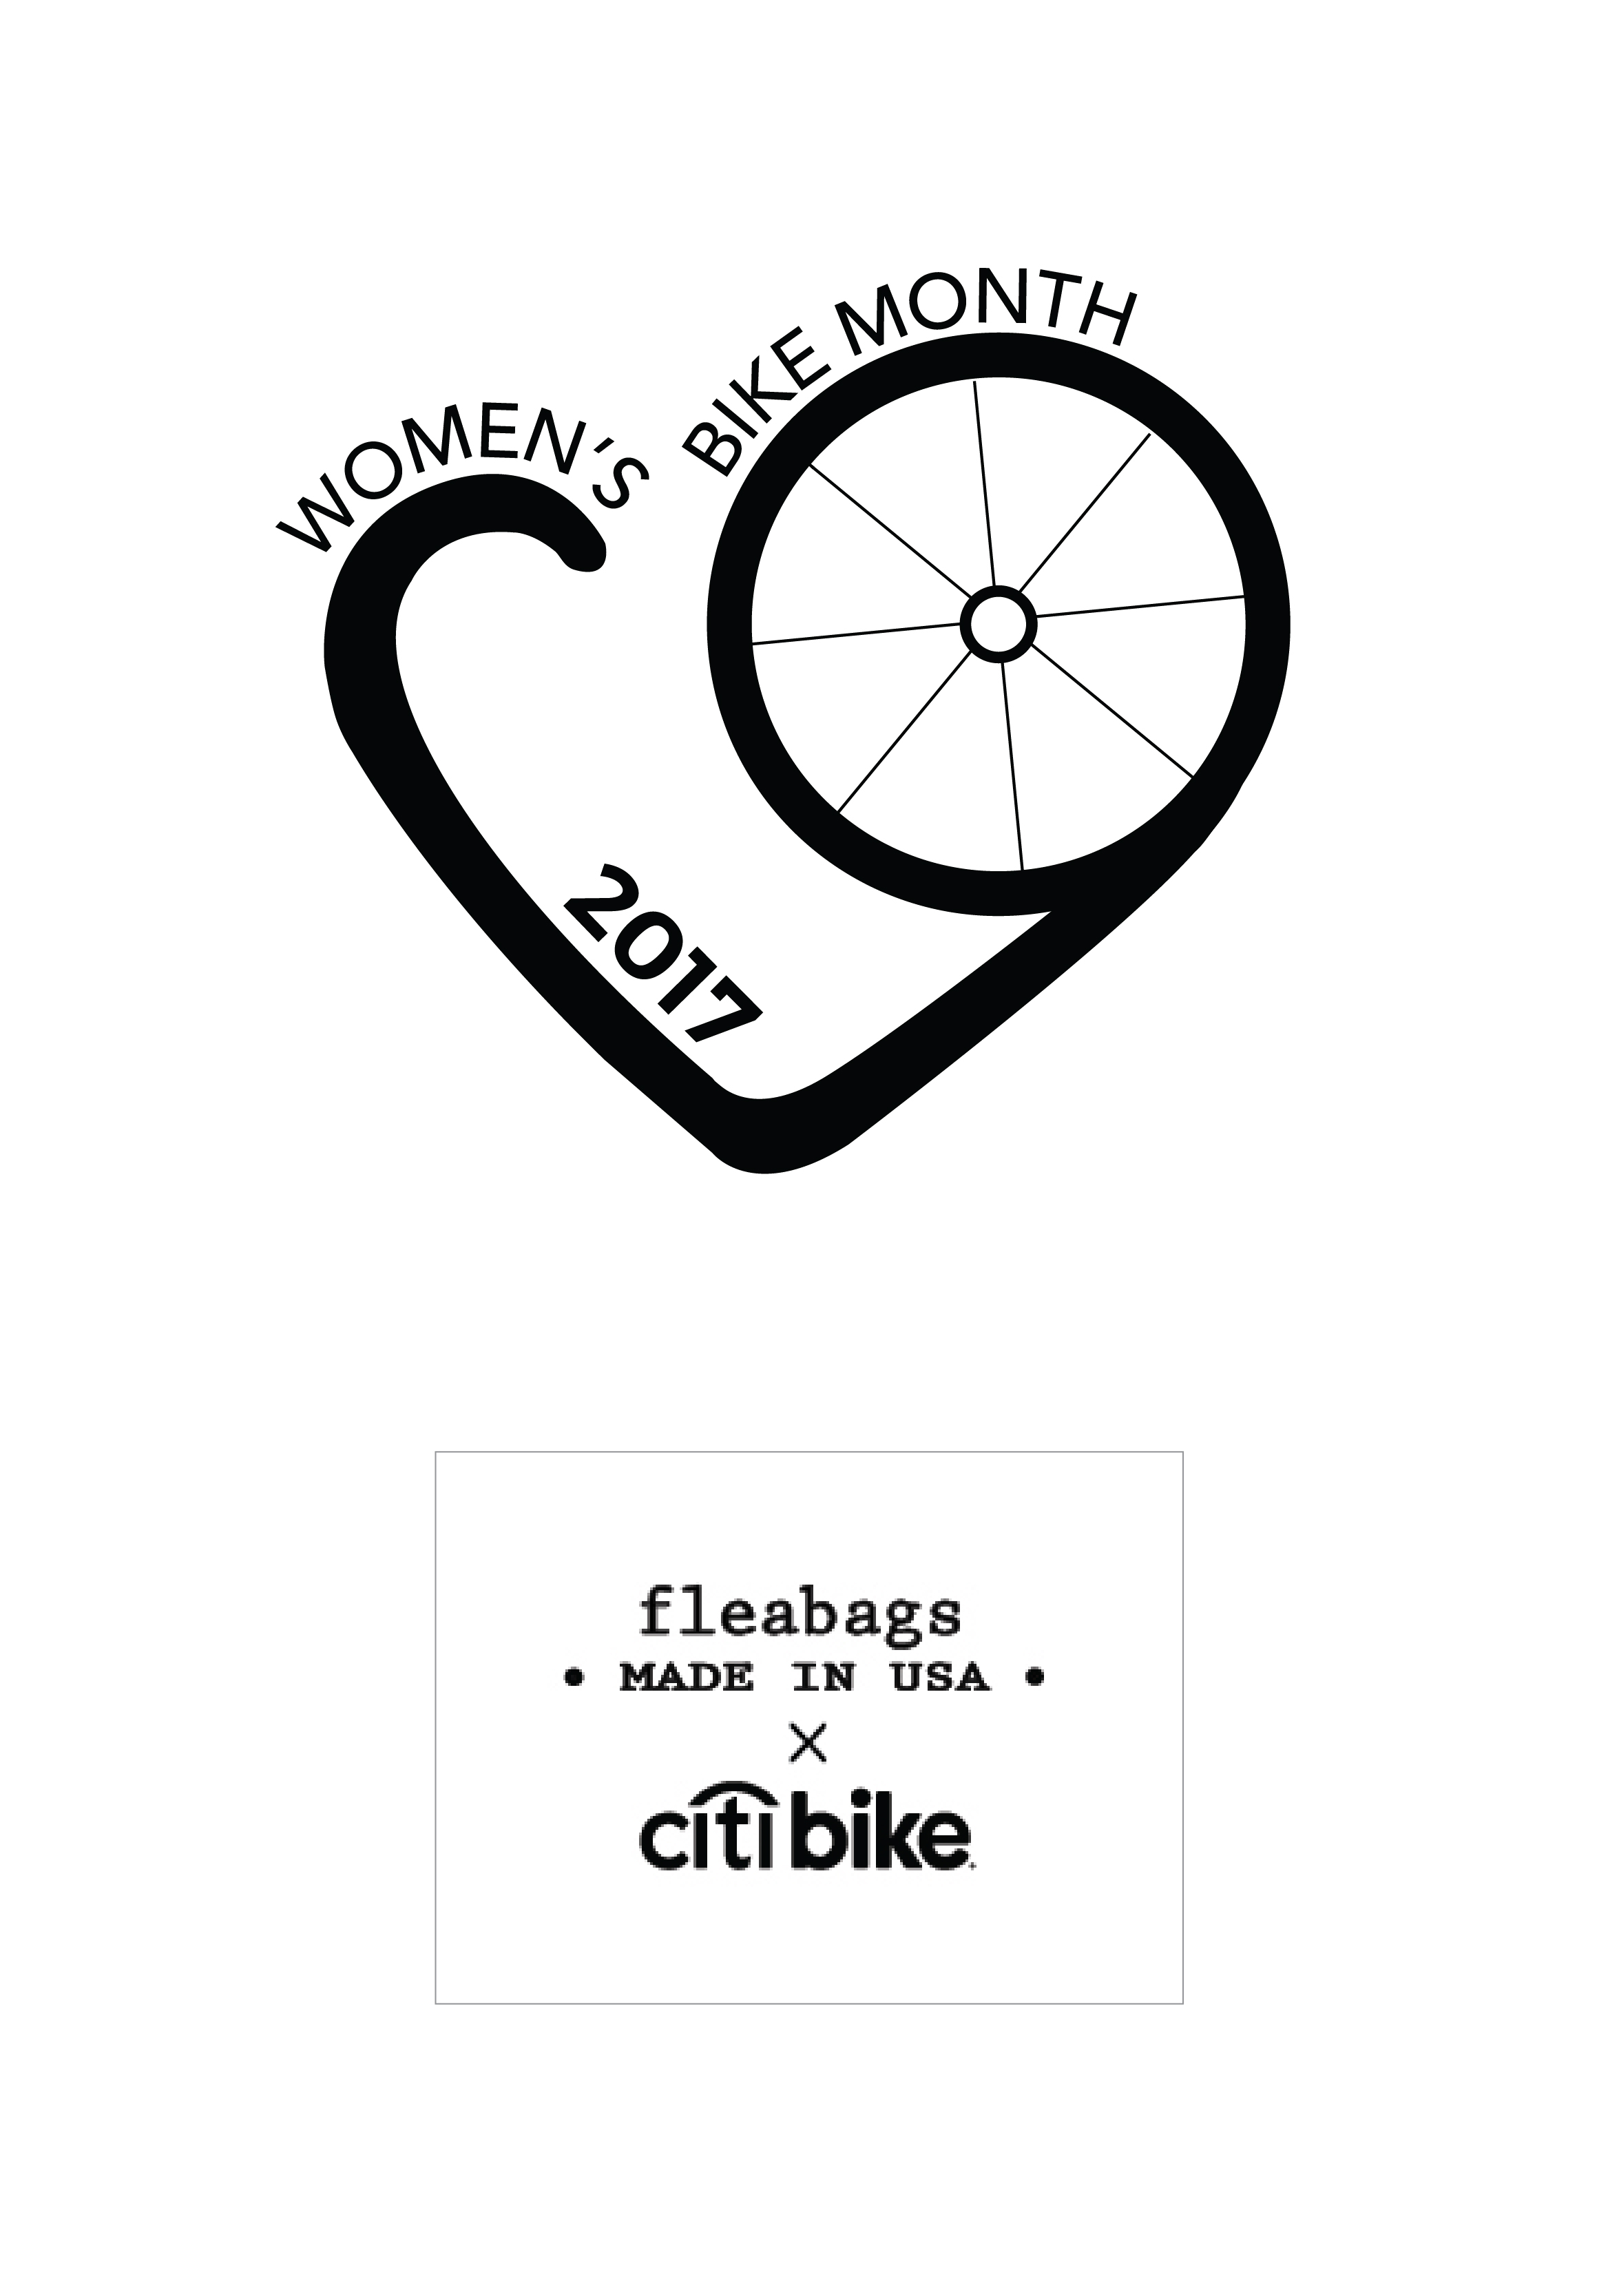 WOMEN'S BIKE MONTH
2017
fleabags
• MADE IN USA •
X
citi bike